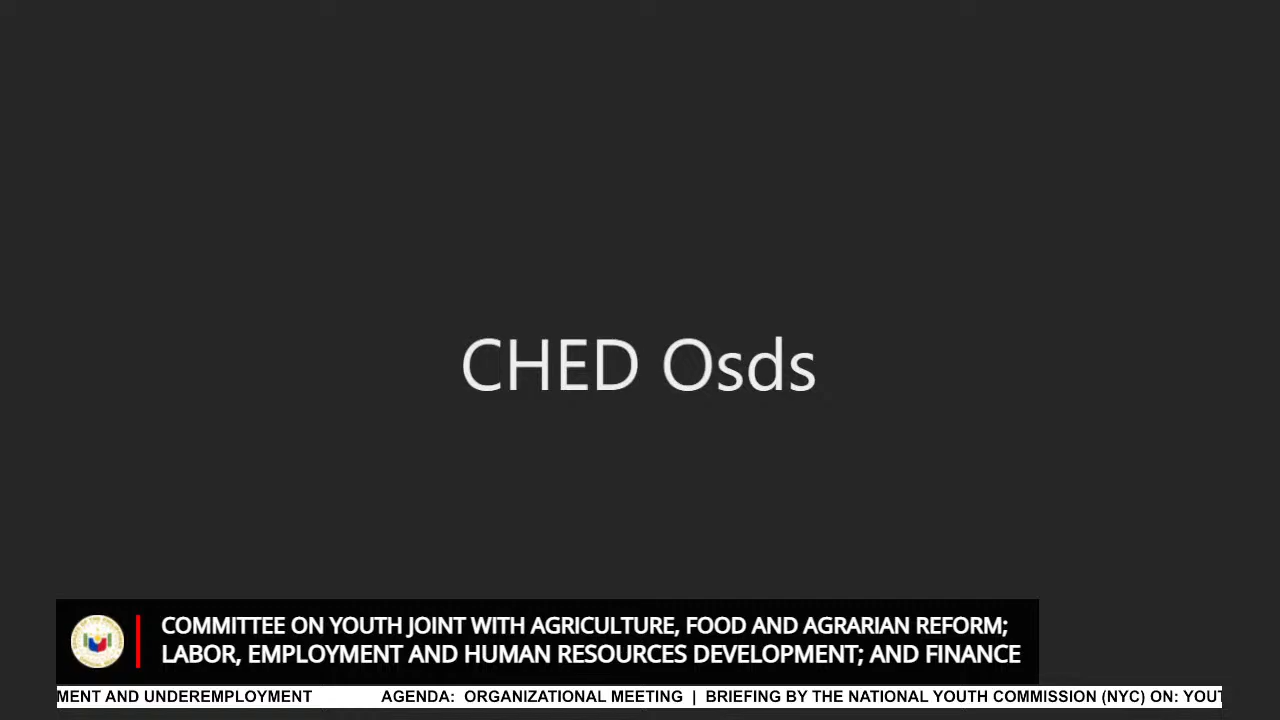 CHED Osds
COMMITTEE ON YOUTH JOINT WITH AGRICULTURE, FOOD AND AGRARIAN REFORM;
LABOR, EMPLOYMENT AND HUMAN RESOURCES DEVELOPMENT; AND FINANCE
MENT AND UNDEREMPLOYMENT AGENDA: ORGANIZATIONAL MEETING | BRIEFING BY THE NATIONAL YOUTH COMMISSION (NYC) ON: YOUT